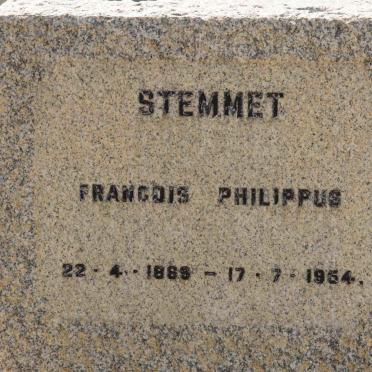 STEMMET
FRANCOIS PHILIPPUS
22 · 4 · 1889 – 17 · 7 · 1954.